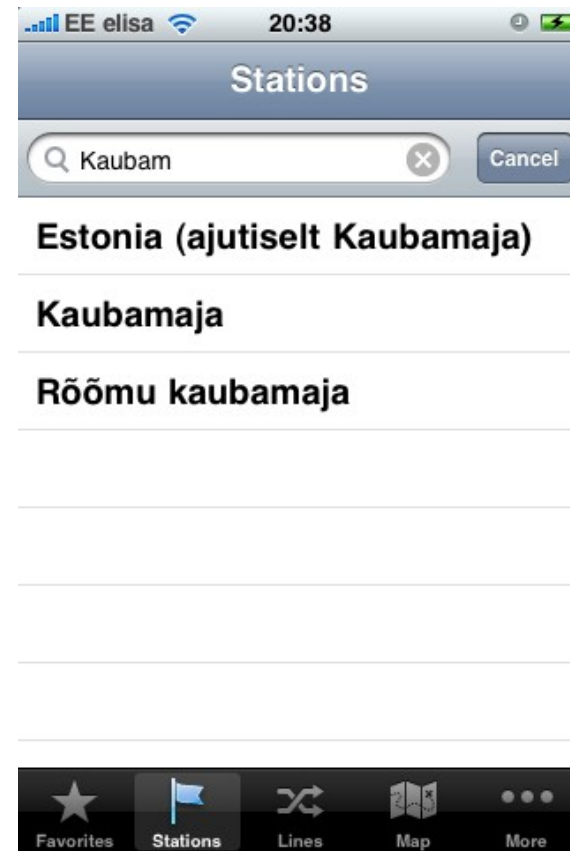 EE elisa 20:38
Stations
Kaubam Cancel
Estonia (ajutiselt Kaubamaja)
Kaubamaja
Rõõmu kaubamaja
Favorites Stations Lines Map More